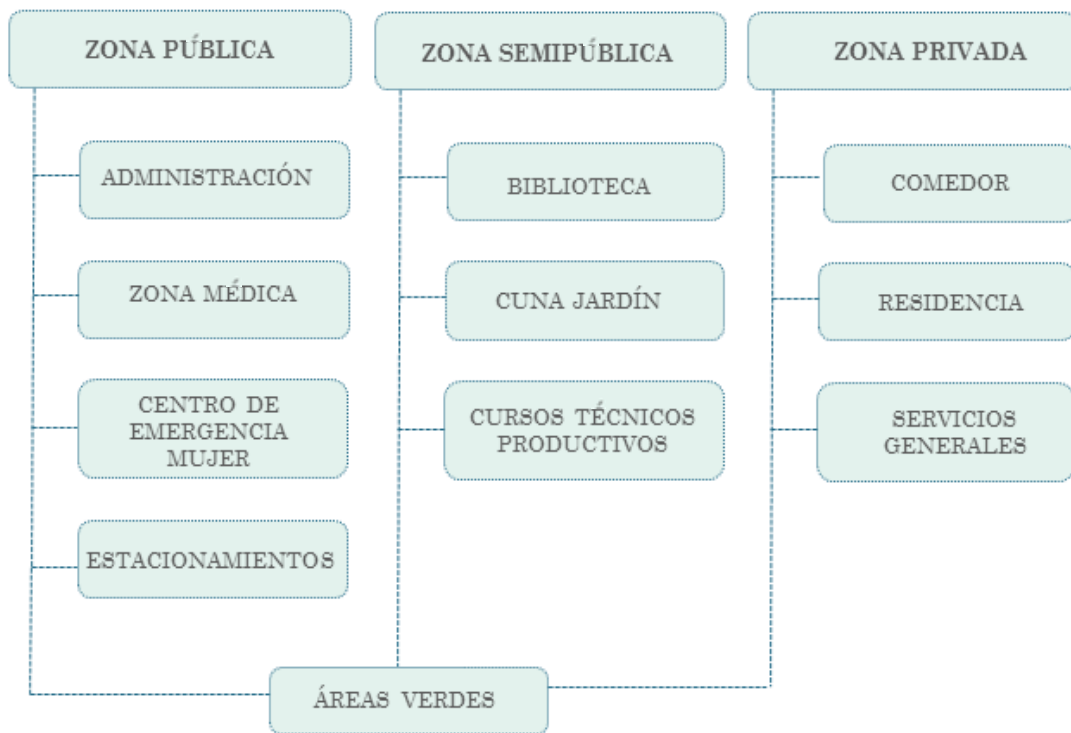 ZONA PÚBLICA
ADMINISTRACIÓN
ZONA MÉDICA
CENTRO DE
EMERGENCIA
MUJER
ESTACIONAMIENTOS
ZONA SEMIPÚBLICA
BIBLIOTECA
CUNA JARDÍN
CURSOS TÉCNICOS
PRODUCTIVOS
ZONA PRIVADA
COMEDOR
RESIDENCIA
SERVICIOS
GENERALES
ÁREAS VERDES